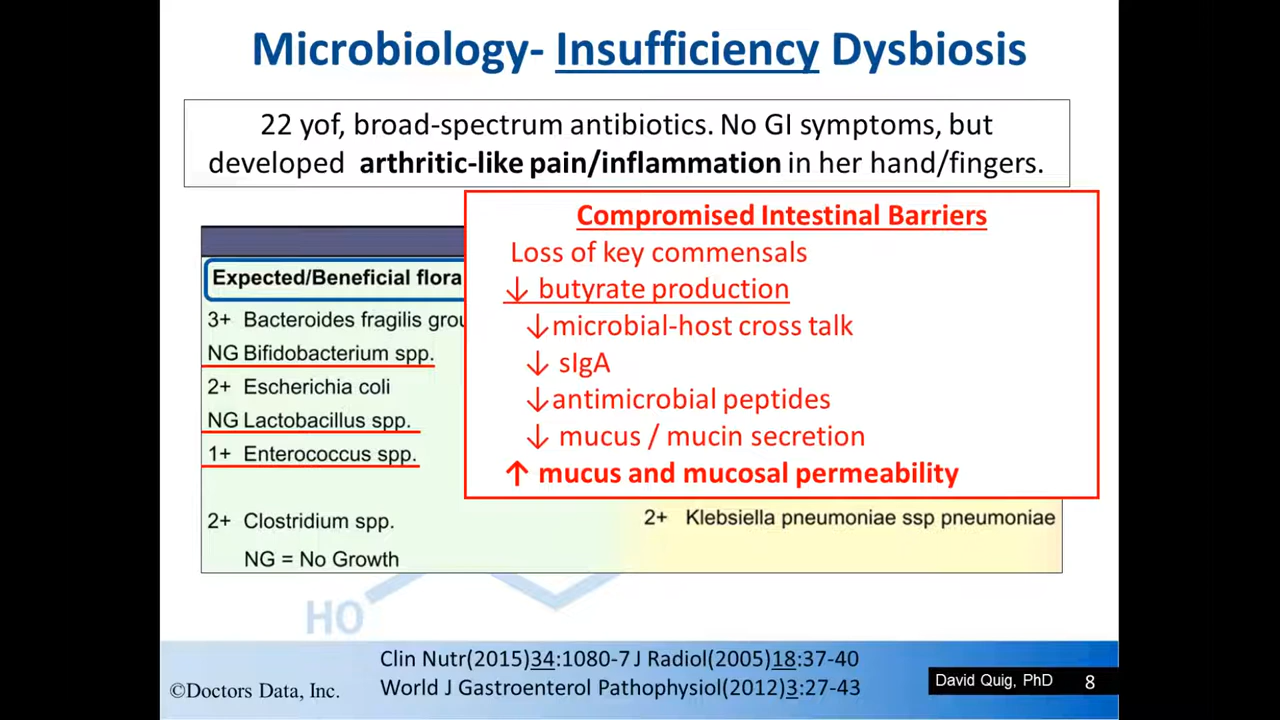 Microbiology- Insufficiency Dysbiosis
22 yof, broad-spectrum antibiotics. No GI symptoms, but
developed arthritic-like pain/inflammation in her hand/fingers.
Compromised Intestinal Barriers
Loss of key commensals
↓ butyrate production
↓microbial-host cross talk
↓ sIgA
↓antimicrobial peptides
↓ mucus / mucin secretion
↑ mucus and mucosal permeability
Expected/Beneficial flora
3+ Bacteroides fragilis grou
NG Bifidobacterium spp.
2+ Escherichia coli
NG Lactobacillus spp.
1+ Enterococcus spp.
2+ Clostridium spp.
NG = No Growth
2+ Klebsiella pneumoniae ssp pneumoniae
HO
Clin Nutr(2015)34:1080-7 J Radiol(2005)18:37-40
World J Gastroenterol Pathophysiol(2012)3:27-43
©Doctors Data, Inc.
David Quig, PhD 8